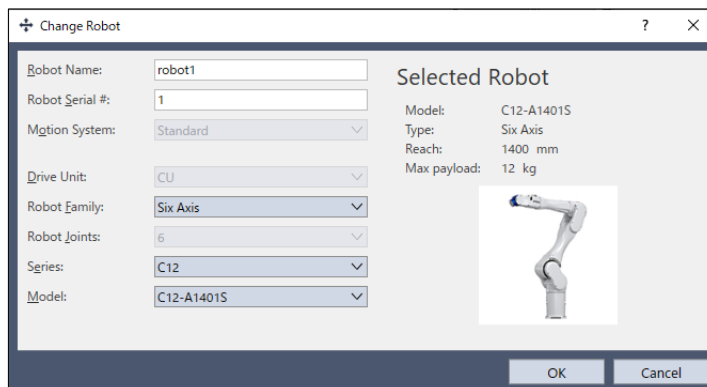 Change Robot
?
Robot Name: robot1
Robot Serial #: 1
Motion System: Standard
Drive Unit: CU
Robot Family: Six Axis
Robot Joints: 6
Series: C12
Model: C12-A1401S
Selected Robot
Model: C12-A1401S
Type: Six Axis
Reach: 1400 mm
Max payload: 12 kg
OK Cancel